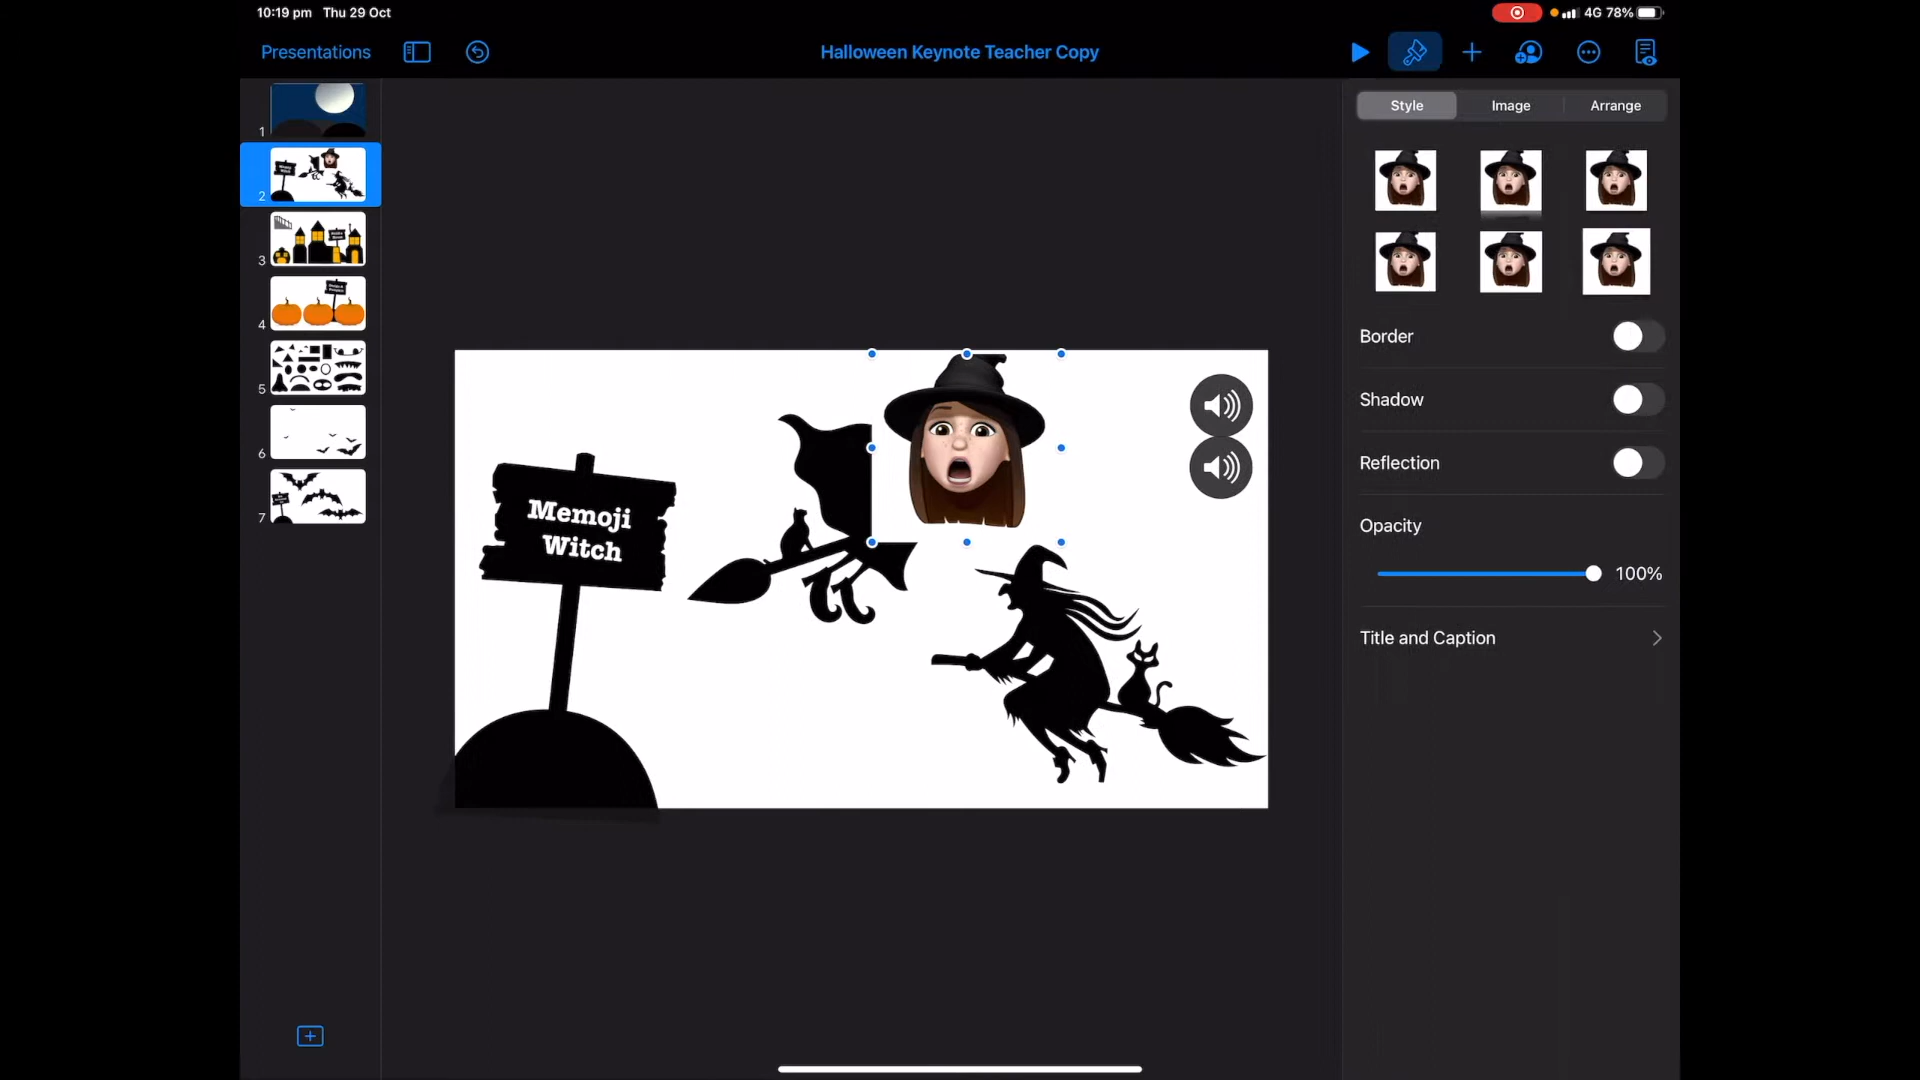 10:19 pm Thu 29 Oct
4G 78%
Presentations
Halloween Keynote Teacher Copy
Style
Image
Arrange
1
2
3
4
5
6
7
Memoji
Witch
Border
Shadow
Reflection
Opacity
100%
Title and Caption